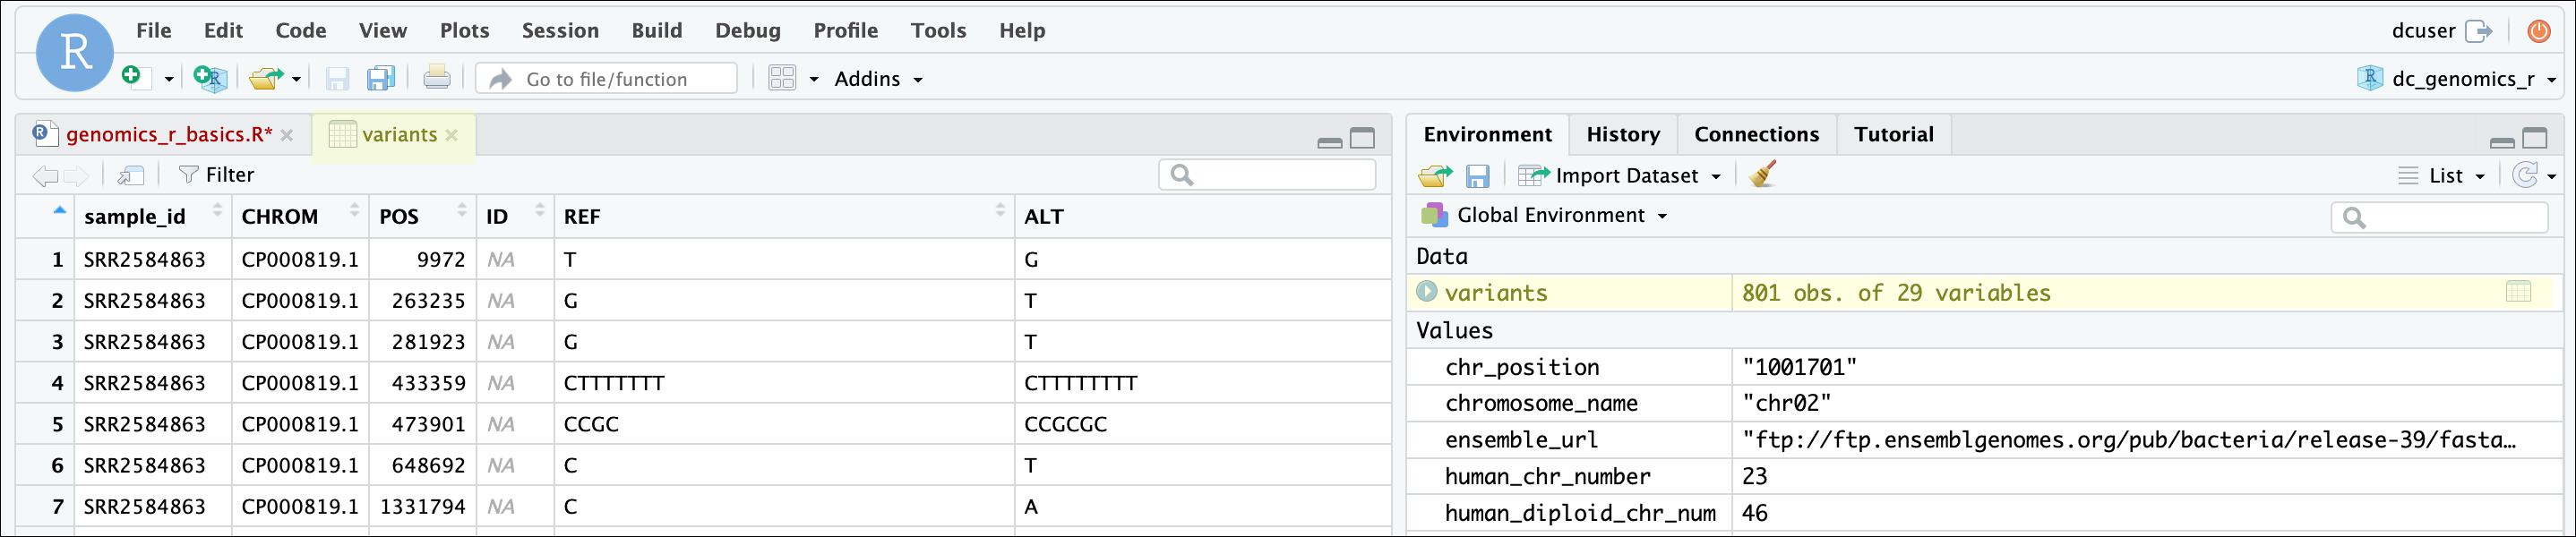 R File Edit Code View Plots Session Build Debug Profile Tools Help dcuser
Go to file/function Addins dc_genomics_r
genomics_r_basics.R* variants
Filter
sample_id CHROM POS ID REF ALT
1 SRR2584863 CP000819.1 9972 NA T G
2 SRR2584863 CP000819.1 263235 NA G T
3 SRR2584863 CP000819.1 281923 NA G T
4 SRR2584863 CP000819.1 433359 NA CTTTTTTT CTTTTTTTT
5 SRR2584863 CP000819.1 473901 NA CCGC CCGCGC
6 SRR2584863 CP000819.1 648692 NA C T
7 SRR2584863 CP000819.1 1331794 NA C A
Environment History Connections Tutorial
Import Dataset List
Global Environment
Data
variants 801 obs. of 29 variables
Values
chr_position "1001701"
chromosome_name "chr02"
ensemble_url "ftp://ftp.ensemblgenomes.org/pub/bacteria/release-39/fasta…
human_chr_number 23
human_diploid_chr_num 46